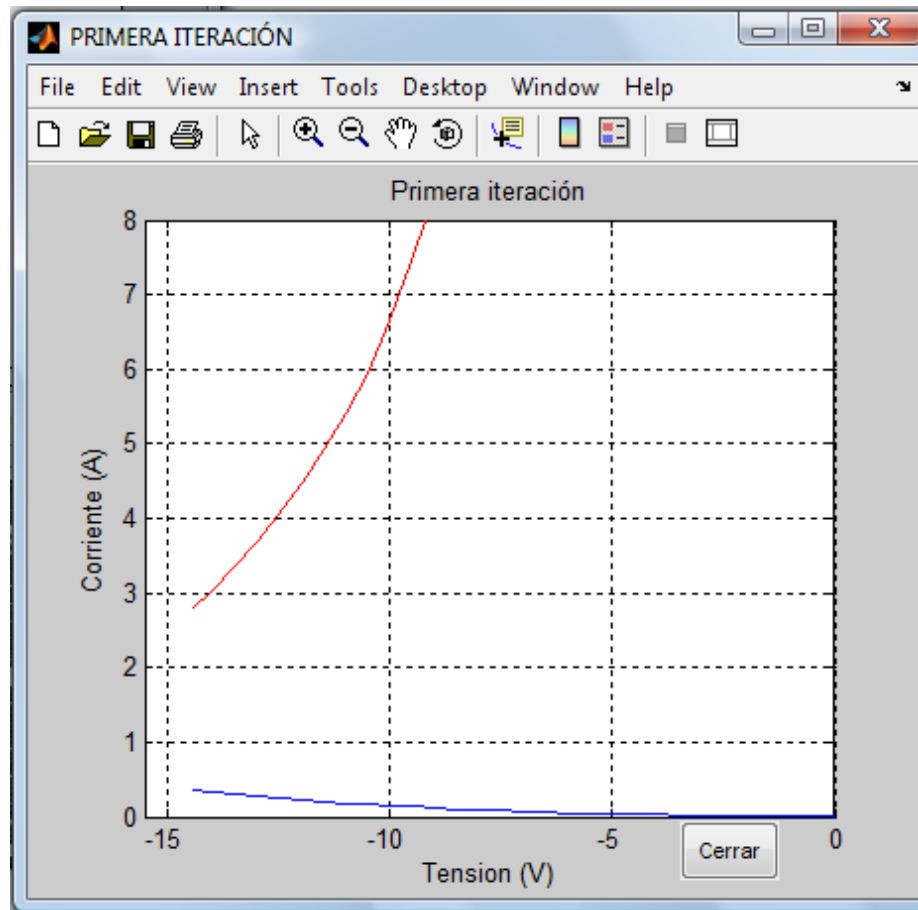 PRIMERA ITERACIÓN
File Edit View Insert Tools Desktop Window Help
Primera iteración
8
7
6
5
4
3
2
1
0
Corriente (A)
-15 -10 -5 0
Cerrar
Tension (V)